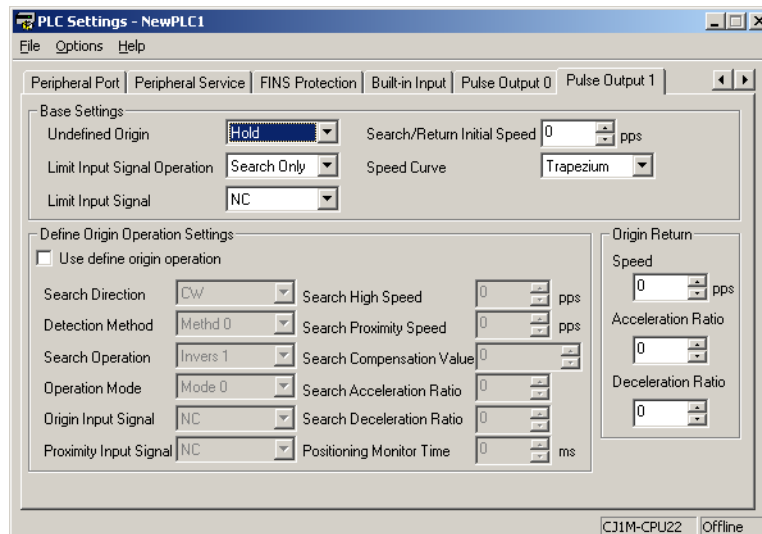 PLC Settings - NewPLC1
File Options Help
Peripheral Port Peripheral Service FINS Protection Built-in Input Pulse Output 0 Pulse Output 1
Base Settings
Undefined Origin Hold Search/Return Initial Speed 0 pps
Limit Input Signal Operation Search Only Speed Curve Trapezium
Limit Input Signal NC
Define Origin Operation Settings Origin Return
Use define origin operation Speed
Search Direction CW Search High Speed 0 pps 0 pps
Detection Method Methd 0 Search Proximity Speed 0 pps Acceleration Ratio
Search Operation Invers 1 Search Compensation Value 0 0
Operation Mode Mode 0 Search Acceleration Ratio 0 Deceleration Ratio
Origin Input Signal NC Search Deceleration Ratio 0 0
Proximity Input Signal NC Positioning Monitor Time 0 ms
CJ1M-CPU22 Offline